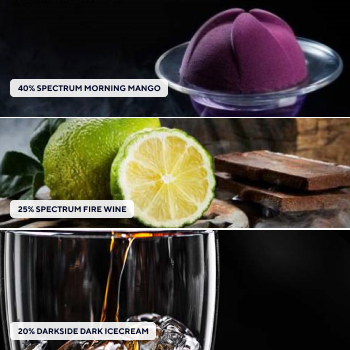 40% SPECTRUM MORNING MANGO
25% SPECTRUM FIRE WINE
20% DARKSIDE DARK ICECREAM